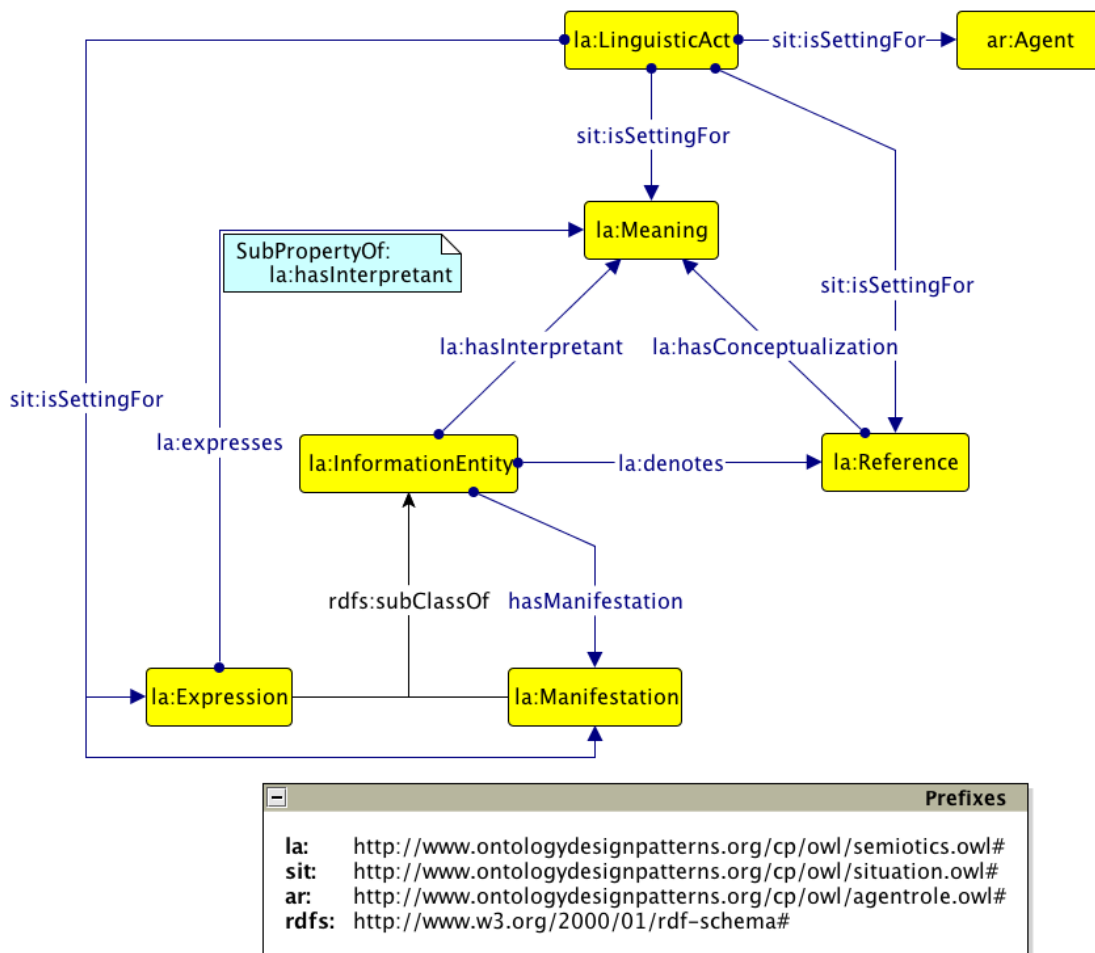 la:LinguisticAct
sit:isSettingFor
ar:Agent
sit:isSettingFor
la:Meaning
SubPropertyOf:
la:hasInterpretant
sit:isSettingFor
la:hasInterpretant
la:hasConceptualization
sit:isSettingFor
la:expresses
la:InformationEntity
la:denotes
la:Reference
rdfs:subClassOf
hasManifestation
la:Expression
la:Manifestation
Prefixes
la: http://www.ontologydesignpatterns.org/cp/owl/semiotics.owl#
sit: http://www.ontologydesignpatterns.org/cp/owl/situation.owl#
ar: http://www.ontologydesignpatterns.org/cp/owl/agentrole.owl#
rdfs: http://www.w3.org/2000/01/rdf-schema#